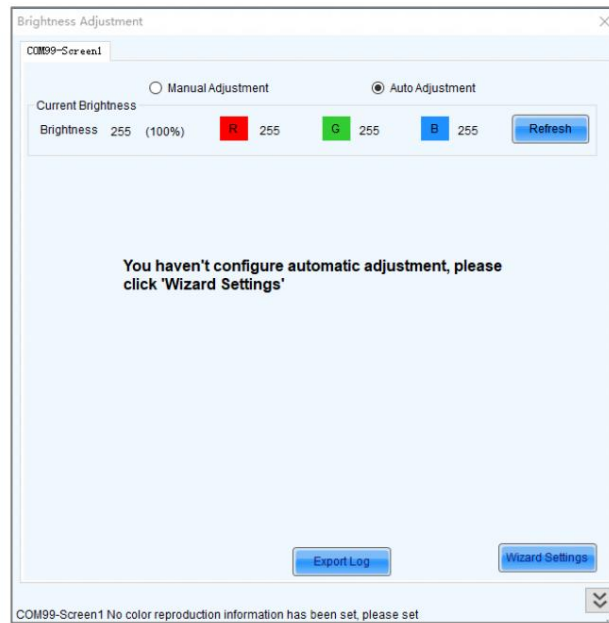 Brightness Adjustment
COM99-Screen1
Manual Adjustment Auto Adjustment
Current Brightness
Brightness 255 (100%) R 255 G 255 B 255 Refresh
You haven't configure automatic adjustment, please
click 'Wizard Settings'
Export Log Wizard Settings
COM99-Screen1 No color reproduction information has been set, please set